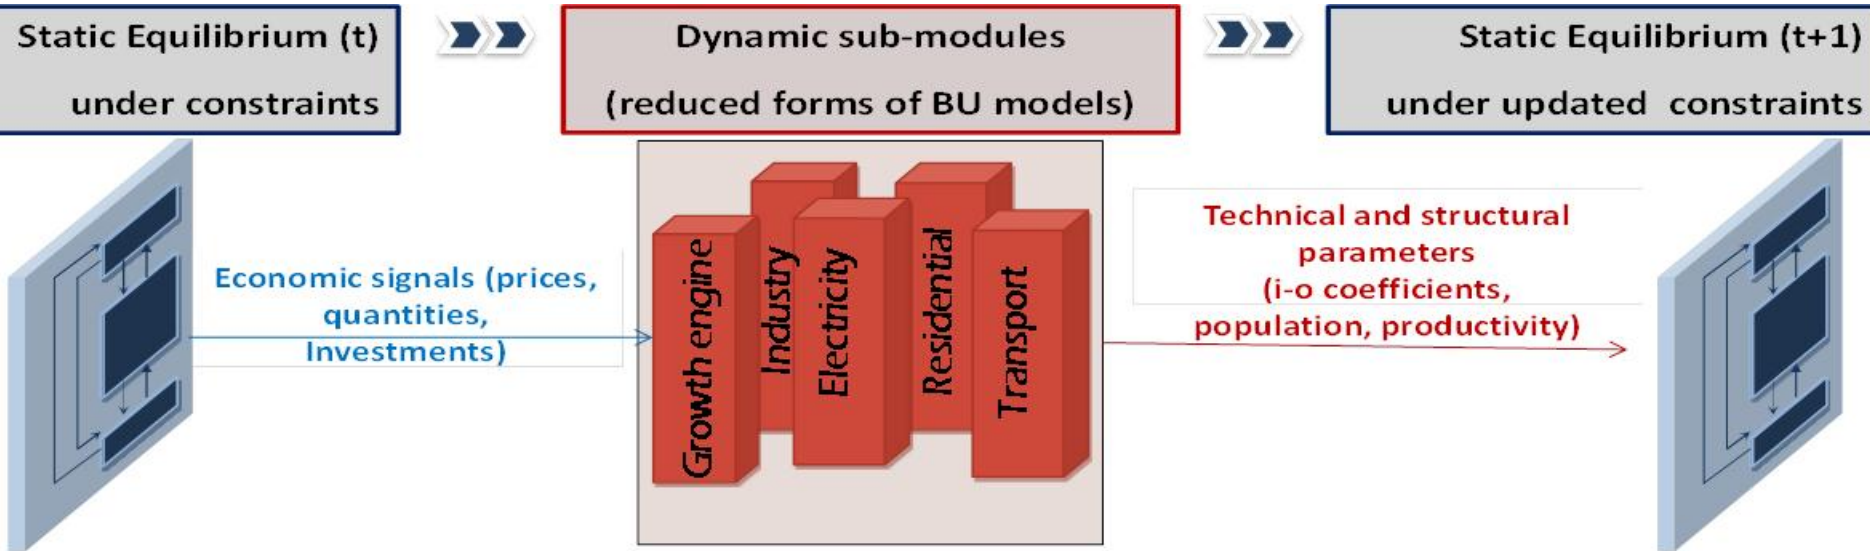 Static Equilibrium (t)
under constraints
Dynamic sub-modules
(reduced forms of BU models)
Static Equilibrium (t+1)
under updated constraints
Economic signals (prices,
quantities,
Investments)
Growth engine
Industry
Electricity
Residential
Transport
Technical and structural
parameters
(i-o coefficients,
population, productivity)